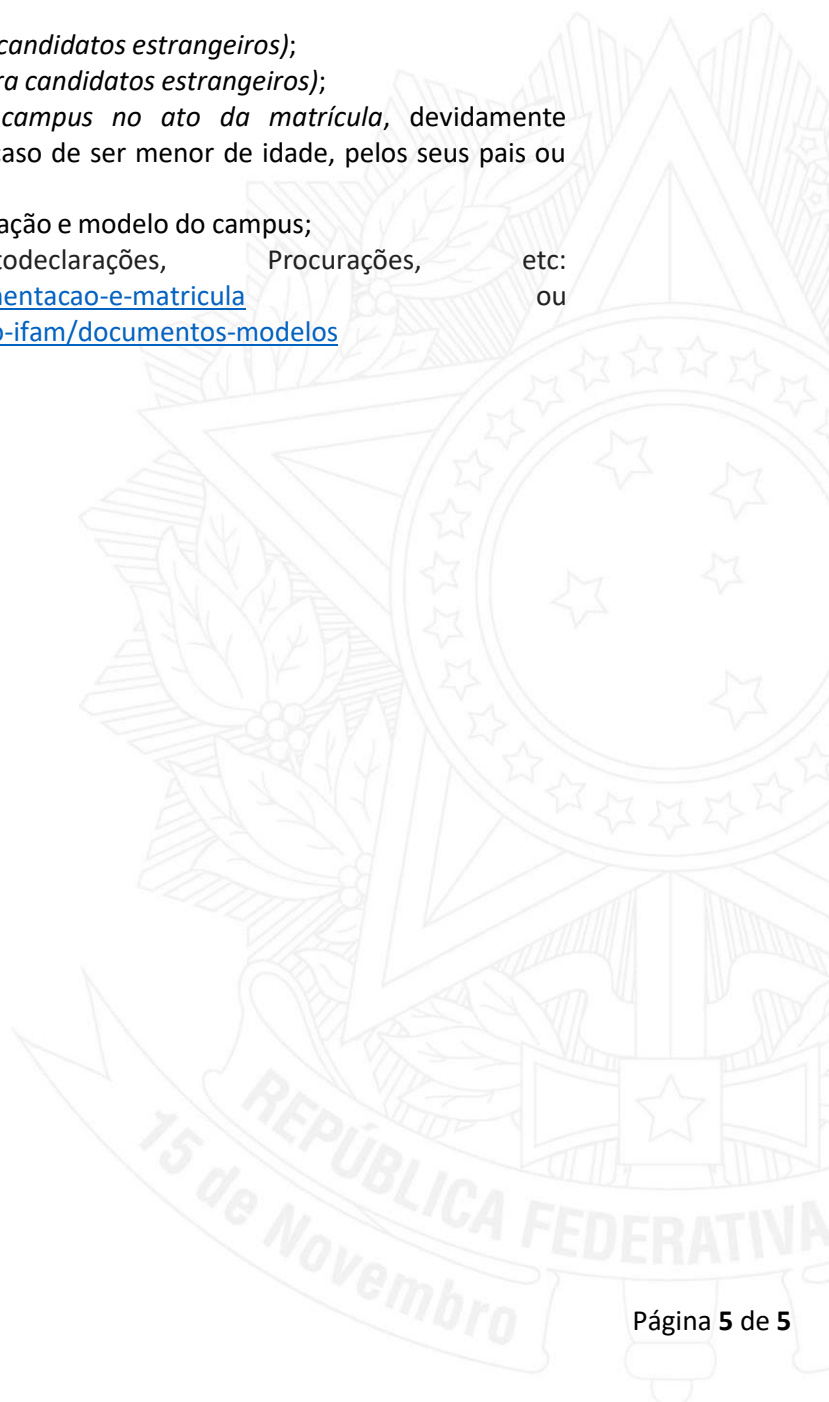 candidatos estrangeiros);
ra candidatos estrangeiros);
campus no ato da matrícula, devidamente
caso de ser menor de idade, pelos seus pais ou
ação e modelo do campus;
todeclarações, Procurações, etc:
nentacao-e-matricula ou
o-ifam/documentos-modelos
REPÚBLICA FEDERATIVA
15 de Novembro
Página 5 de 5